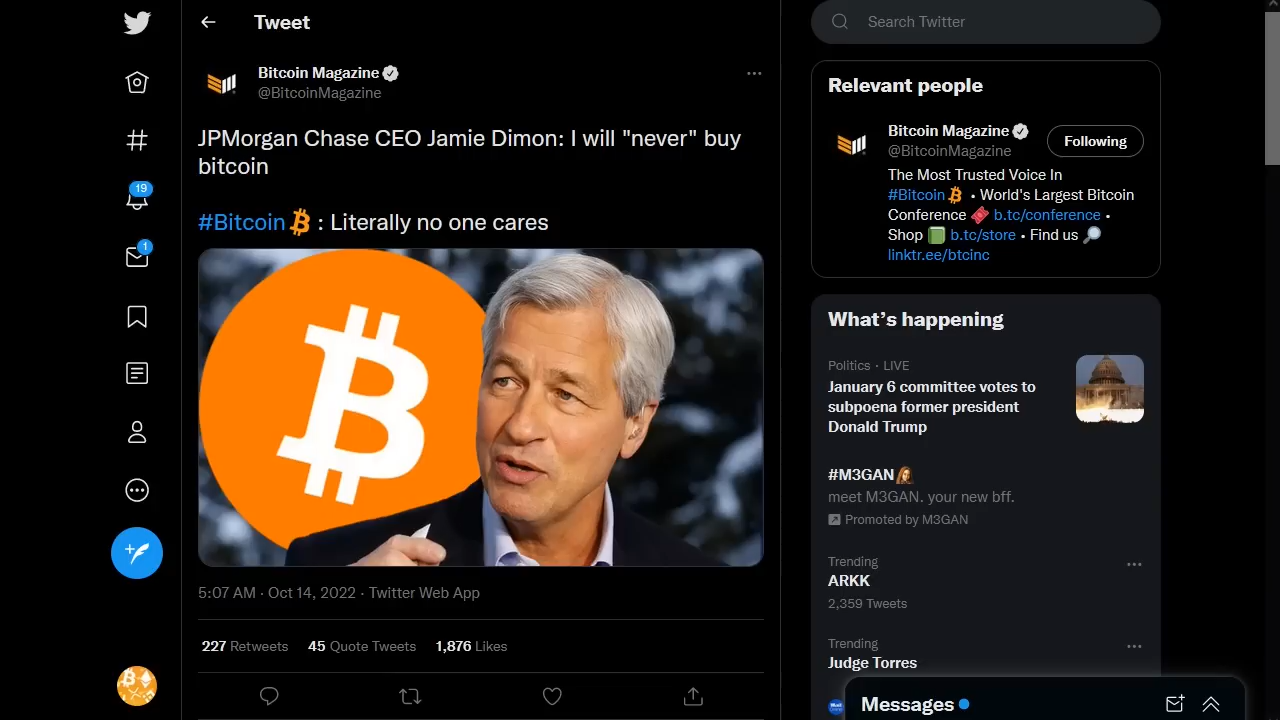 Tweet
Bitcoin Magazine
@BitcoinMagazine
JPMorgan Chase CEO Jamie Dimon: I will "never" buy
bitcoin
#Bitcoin : Literally no one cares
5:07 AM · Oct 14, 2022 · Twitter Web App
227 Retweets 45 Quote Tweets 1,876 Likes
19
1
Search Twitter
Relevant people
Bitcoin Magazine
@BitcoinMagazine
Following
The Most Trusted Voice In
#Bitcoin • World's Largest Bitcoin
Conference b.tc/conference •
Shop b.tc/store • Find us
linktr.ee/btcinc
What's happening
Politics · LIVE
January 6 committee votes to
subpoena former president
Donald Trump
#M3GAN
meet M3GAN. your new bff.
Promoted by M3GAN
Trending
ARKK
2,359 Tweets
Trending
Judge Torres
Messages